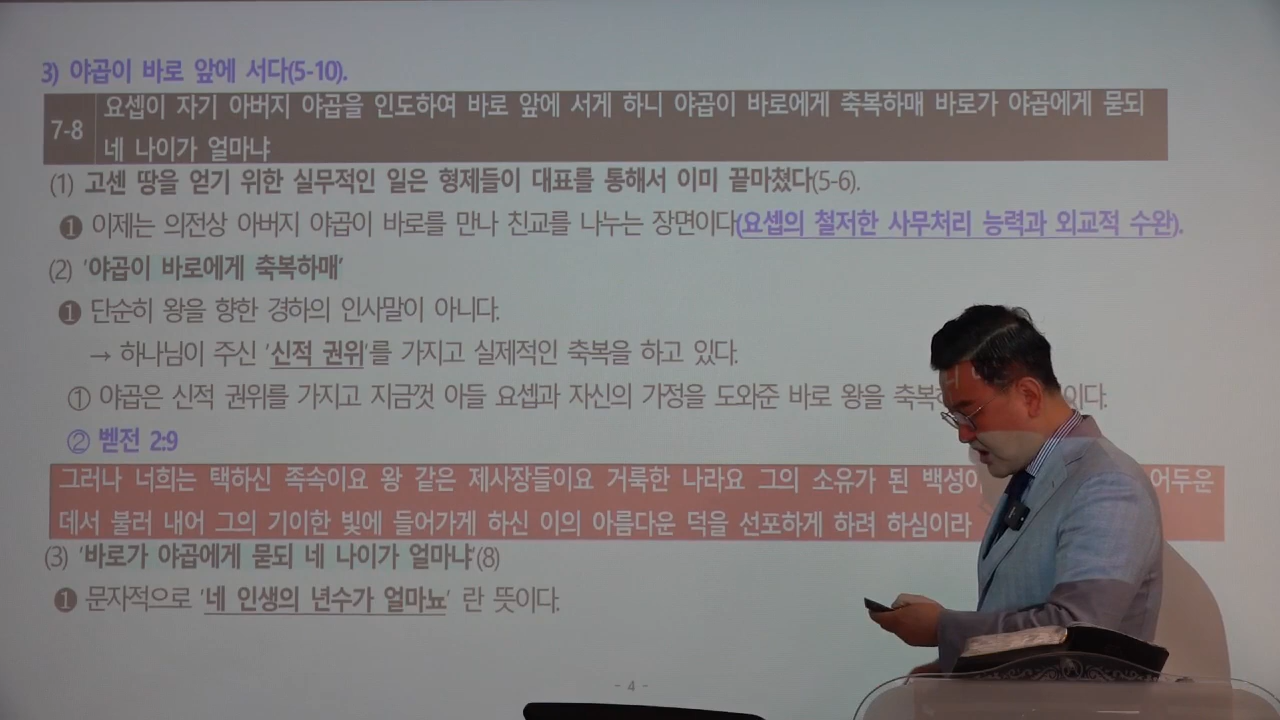 3) 야곱이 바로 앞에 서다(5-10).
7-8 요셉이 자기 아버지 야곱을 인도하여 바로 앞에 서게 하니 야곱이 바로에게 축복하매 바로가 야곱에게 묻되
네 나이가 얼마냐
(1) 고센 땅을 얻기 위한 실무적인 일은 형제들이 대표를 통해서 이미 끝마쳤다(5-6).
❶ 이제는 의전상 아버지 야곱이 바로를 만나 친교를 나누는 장면이다(요셉의 철저한 사무처리 능력과 외교적 수완).
(2) '야곱이 바로에게 축복하매'
❶ 단순히 왕을 향한 경하의 인사말이 아니다.
→ 하나님이 주신 '신적 권위'를 가지고 실제적인 축복을 하고 있다.
① 야곱은 신적 권위를 가지고 지금껏 아들 요셉과 자신의 가정을 도와준 바로 왕을 축복 이다.
② 벧전 2:9
그러나 너희는 택하신 족속이요 왕 같은 제사장들이요 거룩한 나라요 그의 소유가 된 백성이 어두운
데서 불러 내어 그의 기이한 빛에 들어가게 하신 이의 아름다운 덕을 선포하게 하려 하심이라
(3) '바로가 야곱에게 묻되 네 나이가 얼마냐'(8)
❶ 문자적으로 '네 인생의 년수가 얼마뇨' 란 뜻이다.
- 4 -